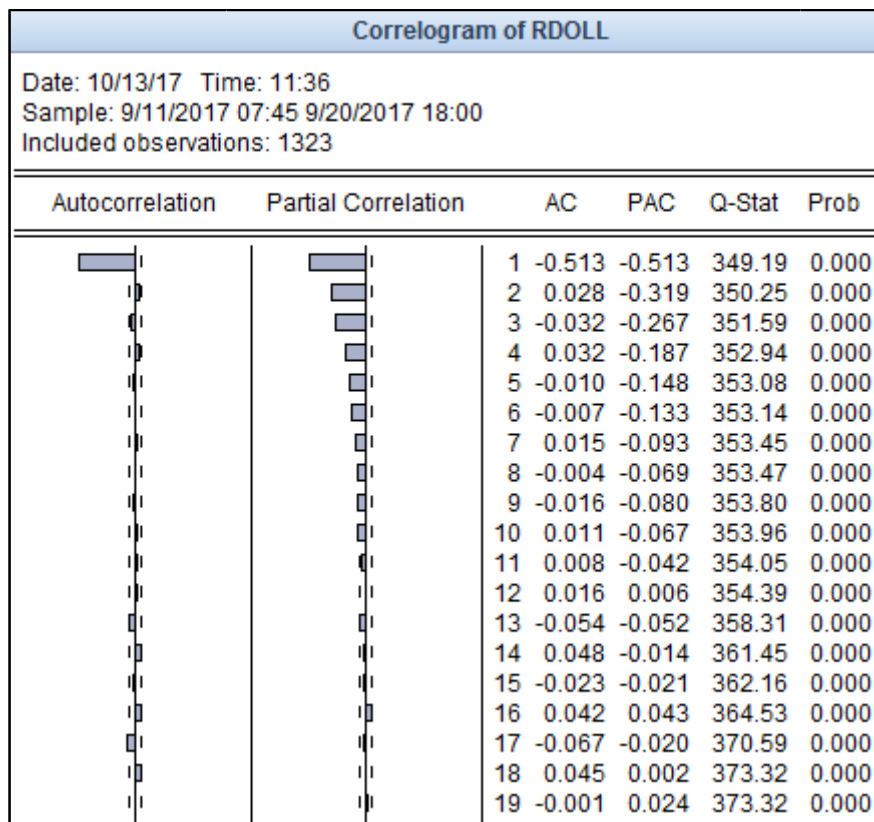 Correlogram of RDOLL
Date: 10/13/17 Time: 11:36
Sample: 9/11/2017 07:45 9/20/2017 18:00
Included observations: 1323
Autocorrelation Partial Correlation AC PAC Q-Stat Prob
1 -0.513 -0.513 349.19 0.000
2 0.028 -0.319 350.25 0.000
3 -0.032 -0.267 351.59 0.000
4 0.032 -0.187 352.94 0.000
5 -0.010 -0.148 353.08 0.000
6 -0.007 -0.133 353.14 0.000
7 0.015 -0.093 353.45 0.000
8 -0.004 -0.069 353.47 0.000
9 -0.016 -0.080 353.80 0.000
10 0.011 -0.067 353.96 0.000
11 0.008 -0.042 354.05 0.000
12 0.016 0.006 354.39 0.000
13 -0.054 -0.052 358.31 0.000
14 0.048 -0.014 361.45 0.000
15 -0.023 -0.021 362.16 0.000
16 0.042 0.043 364.53 0.000
17 -0.067 -0.020 370.59 0.000
18 0.045 0.002 373.32 0.000
19 -0.001 0.024 373.32 0.000